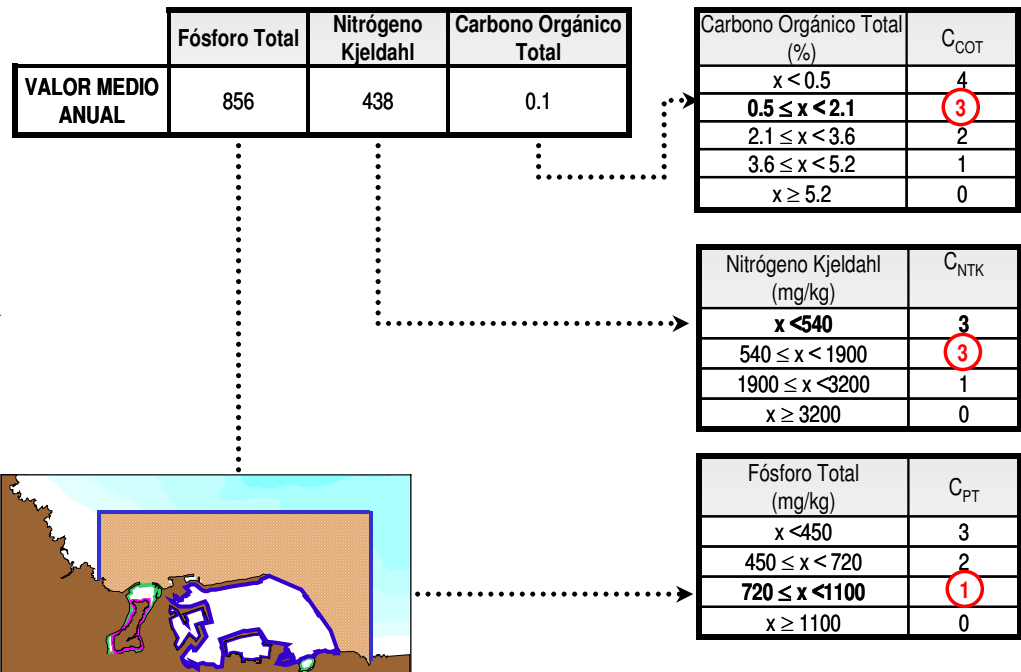 Fósforo Total
Nitrógeno
Kjeldahl
Carbono Orgánico
Total
VALOR MEDIO
ANUAL
856
438
0.1
Carbono Orgánico Total
(%)
C_COT
x < 0.5
4
0.5 ≤ x < 2.1
3
2.1 ≤ x < 3.6
2
3.6 ≤ x < 5.2
1
x ≥ 5.2
0
Nitrógeno Kjeldahl
(mg/kg)
C_NTK
x <540
3
540 ≤ x < 1900
3
1900 ≤ x <3200
1
x ≥ 3200
0
Fósforo Total
(mg/kg)
C_PT
x <450
3
450 ≤ x < 720
2
720 ≤ x <1100
1
x ≥ 1100
0